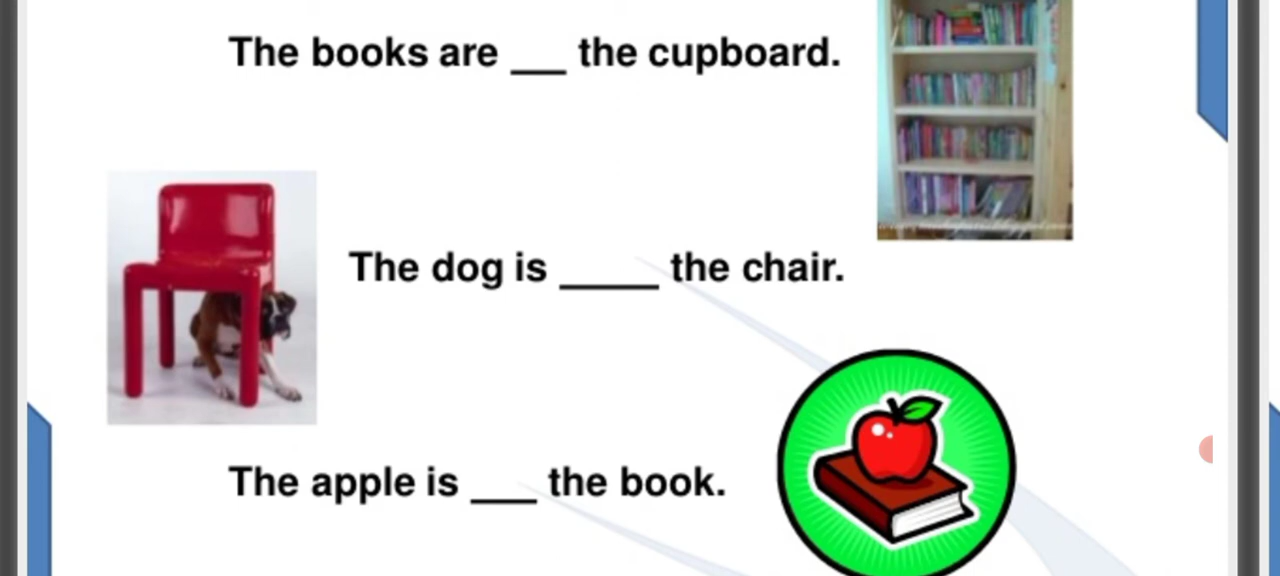 The books are ___ the cupboard.
The dog is _____ the chair.
The apple is ___ the book.